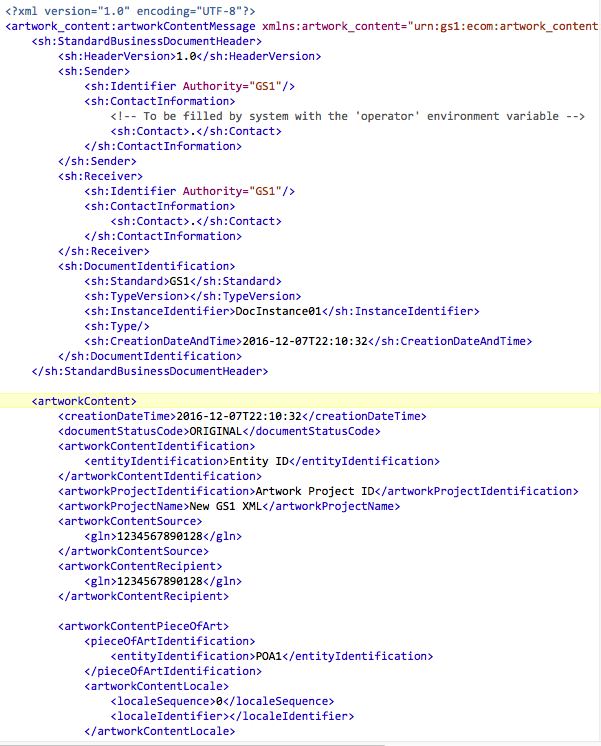 <?xml version="1.0" encoding="UTF-8"?>
<artwork_content:artworkContentMessage xmlns:artwork_content="urn:gs1:ecom:artwork_content
<sh:StandardBusinessDocumentHeader>
<sh:HeaderVersion>1.0</sh:HeaderVersion>
<sh:Sender>
<sh:Identifier Authority="GS1"/>
<sh:ContactInformation>
<!-- To be filled by system with the 'operator' environment variable -->
<sh:Contact>.</sh:Contact>
</sh:ContactInformation>
</sh:Sender>
<sh:Receiver>
<sh:Identifier Authority="GS1"/>
<sh:ContactInformation>
<sh:Contact>.</sh:Contact>
</sh:ContactInformation>
</sh:Receiver>
<sh:DocumentIdentification>
<sh:Standard>GS1</sh:Standard>
<sh:TypeVersion></sh:TypeVersion>
<sh:InstanceIdentifier>DocInstance01</sh:InstanceIdentifier>
<sh:Type/>
<sh:CreationDateAndTime>2016-12-07T22:10:32</sh:CreationDateAndTime>
</sh:DocumentIdentification>
</sh:StandardBusinessDocumentHeader>
<artworkContent>
<creationDateTime>2016-12-07T22:10:32</creationDateTime>
<documentStatusCode>ORIGINAL</documentStatusCode>
<artworkContentIdentification>
<entityIdentification>Entity ID</entityIdentification>
</artworkContentIdentification>
<artworkProjectIdentification>Artwork Project ID</artworkProjectIdentification>
<artworkProjectName>New GS1 XML</artworkProjectName>
<artworkContentSource>
<gln>1234567890128</gln>
</artworkContentSource>
<artworkContentRecipient>
<gln>1234567890128</gln>
</artworkContentRecipient>
<artworkContentPieceOfArt>
<pieceOfArtIdentification>
<entityIdentification>POA1</entityIdentification>
</pieceOfArtIdentification>
<artworkContentLocale>
<localeSequence>0</localeSequence>
<localeIdentifier></localeIdentifier>
</artworkContentLocale>